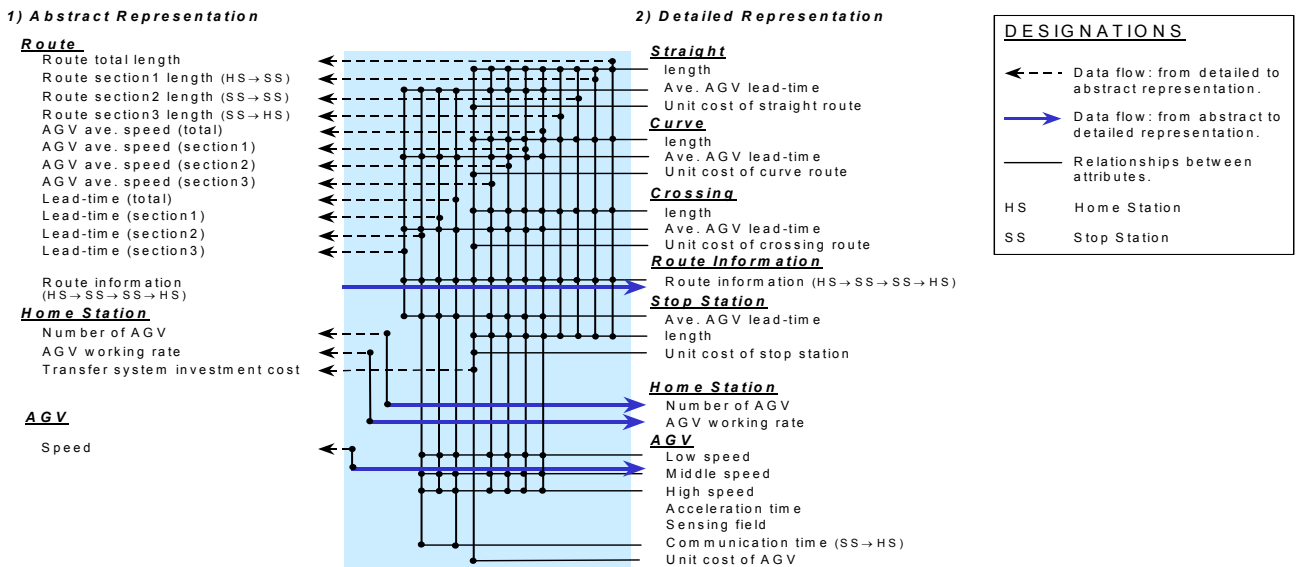 1) Abstract Representation
Route
Route total length
Route section1 length (HS→SS)
Route section2 length (SS→SS)
Route section3 length (SS→HS)
AGV ave. speed (total)
AGV ave. speed (section1)
AGV ave. speed (section2)
AGV ave. speed (section3)
Lead-time (total)
Lead-time (section1)
Lead-time (section2)
Lead-time (section3)
Route information
(HS→SS→SS→HS)
Home Station
Number of AGV
AGV working rate
Transfer system investment cost
AGV
Speed
2) Detailed Representation
Straight
length
Ave. AGV lead-time
Unit cost of straight route
Curve
length
Ave. AGV lead-time
Unit cost of curve route
Crossing
length
Ave. AGV lead-time
Unit cost of crossing route
Route Information
Route information (HS→SS→SS→HS)
Stop Station
Ave. AGV lead-time
length
Unit cost of stop station
Home Station
Number of AGV
AGV working rate
AGV
Low speed
Middle speed
High speed
Acceleration time
Sensing field
Communication time (SS→HS)
Unit cost of AGV
DESIGNATIONS
Data flow: from detailed to
abstract representation.
Data flow: from abstract to
detailed representation.
Relationships between
attributes.
HS Home Station
SS Stop Station